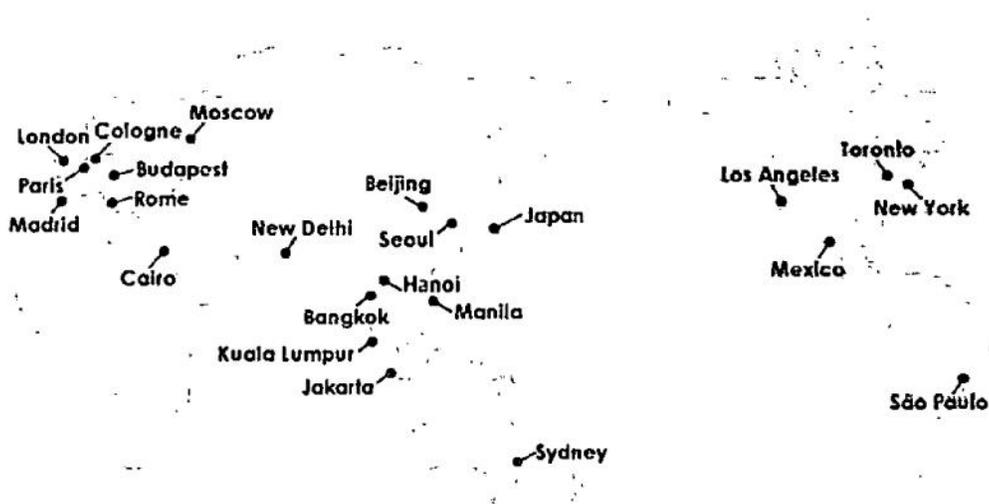 Moscow
London
Cologne
Paris
Budapest
Madrid
Rome
Cairo
New Delhi
Beijing
Seoul
Japan
Hanoi
Bangkok
Manila
Kuala Lumpur
Jakarta
Sydney
Los Angeles
Toronto
New York
Mexico
São Paulo